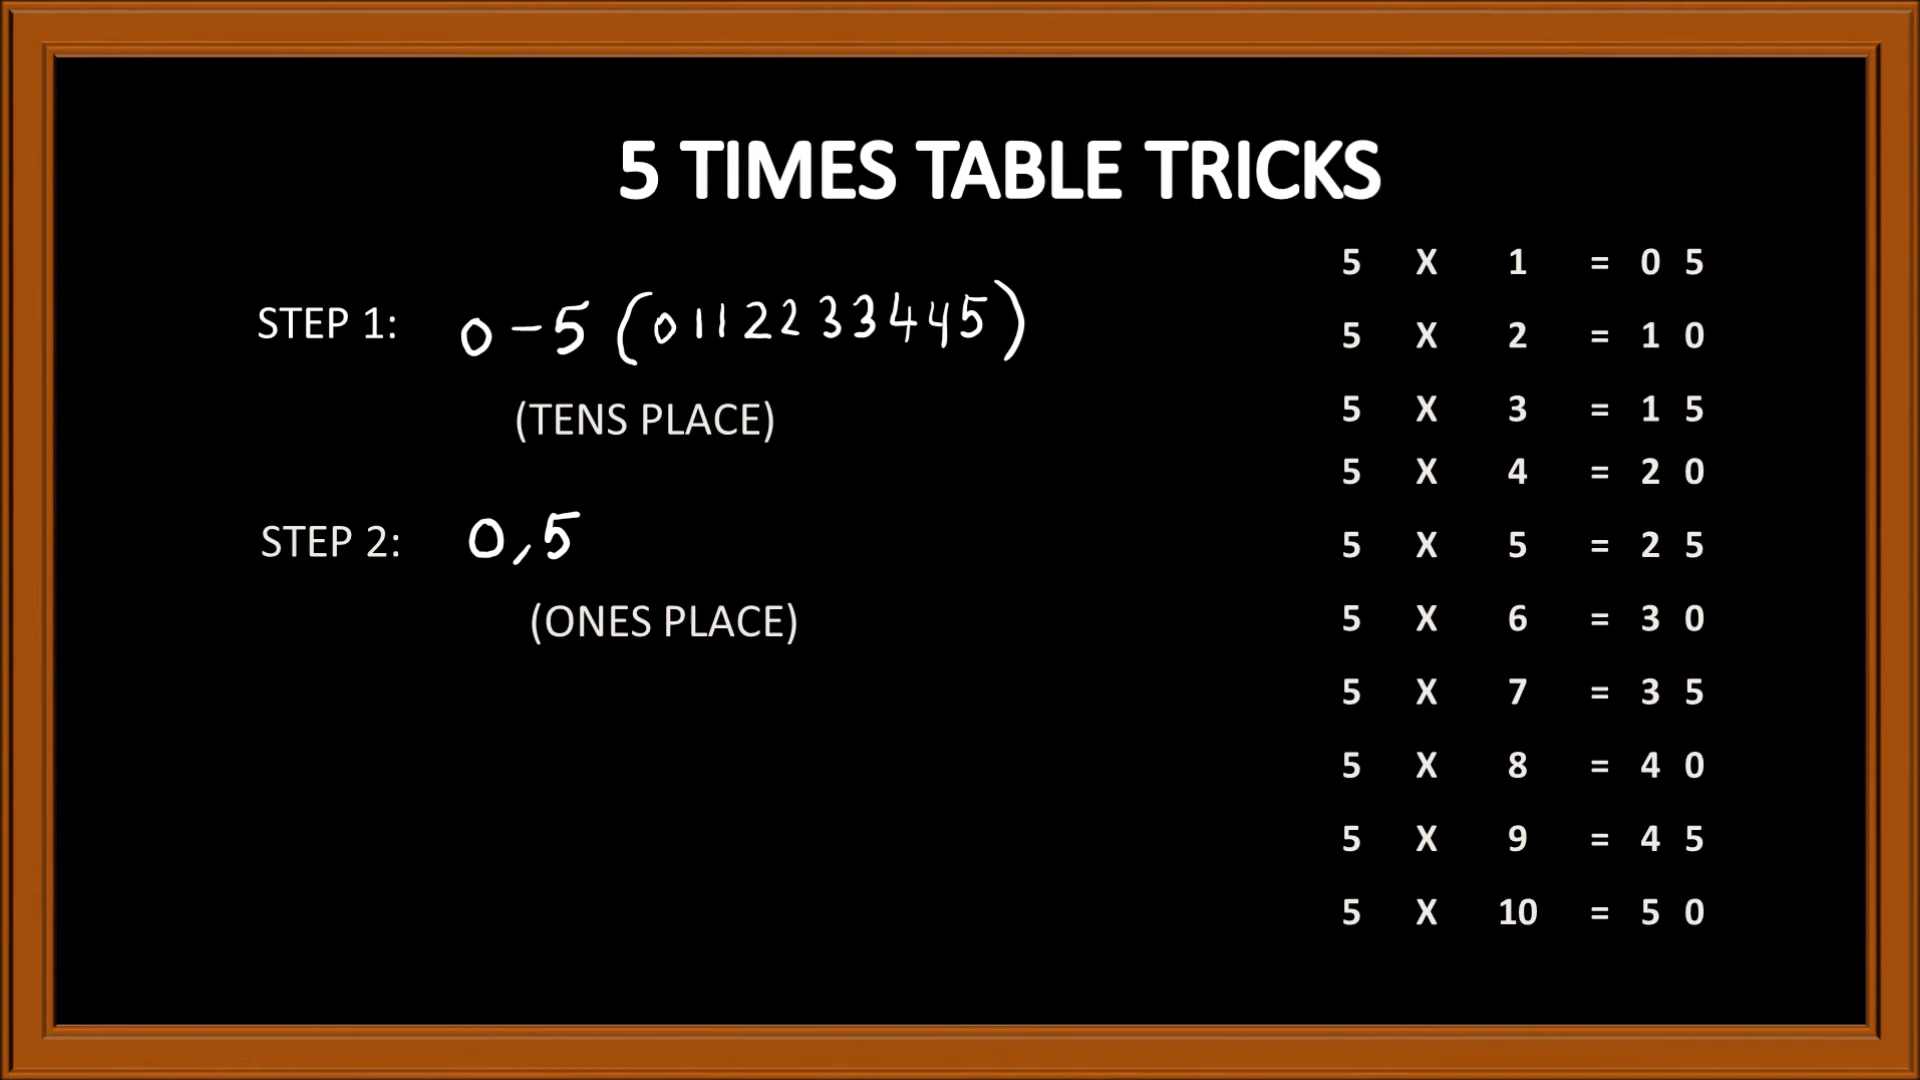 5 TIMES TABLE TRICKS
STEP 1: 0-5 (0112233445)
(TENS PLACE)
STEP 2: 0,5
(ONES PLACE)
5 X 1 = 0 5
5 X 2 = 1 0
5 X 3 = 1 5
5 X 4 = 2 0
5 X 5 = 2 5
5 X 6 = 3 0
5 X 7 = 3 5
5 X 8 = 4 0
5 X 9 = 4 5
5 X 10 = 5 0